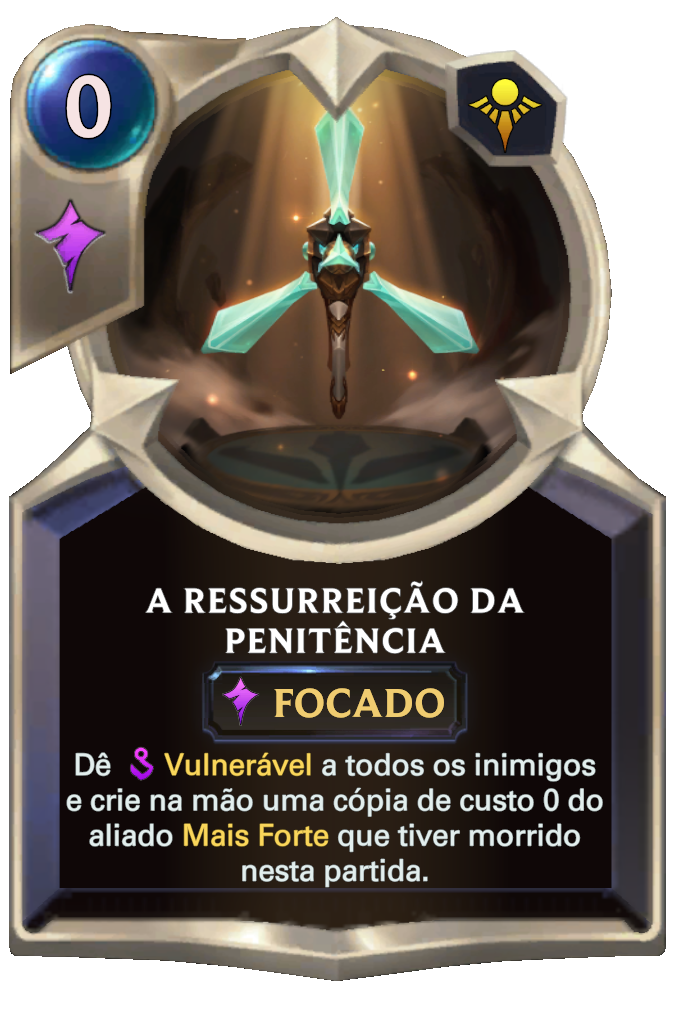 0
A RESSURREIÇÃO DA
PENITÊNCIA
FOCADO
Dê Vulnerável a todos os inimigos
e crie na mão uma cópia de custo 0 do
aliado Mais Forte que tiver morrido
nesta partida.